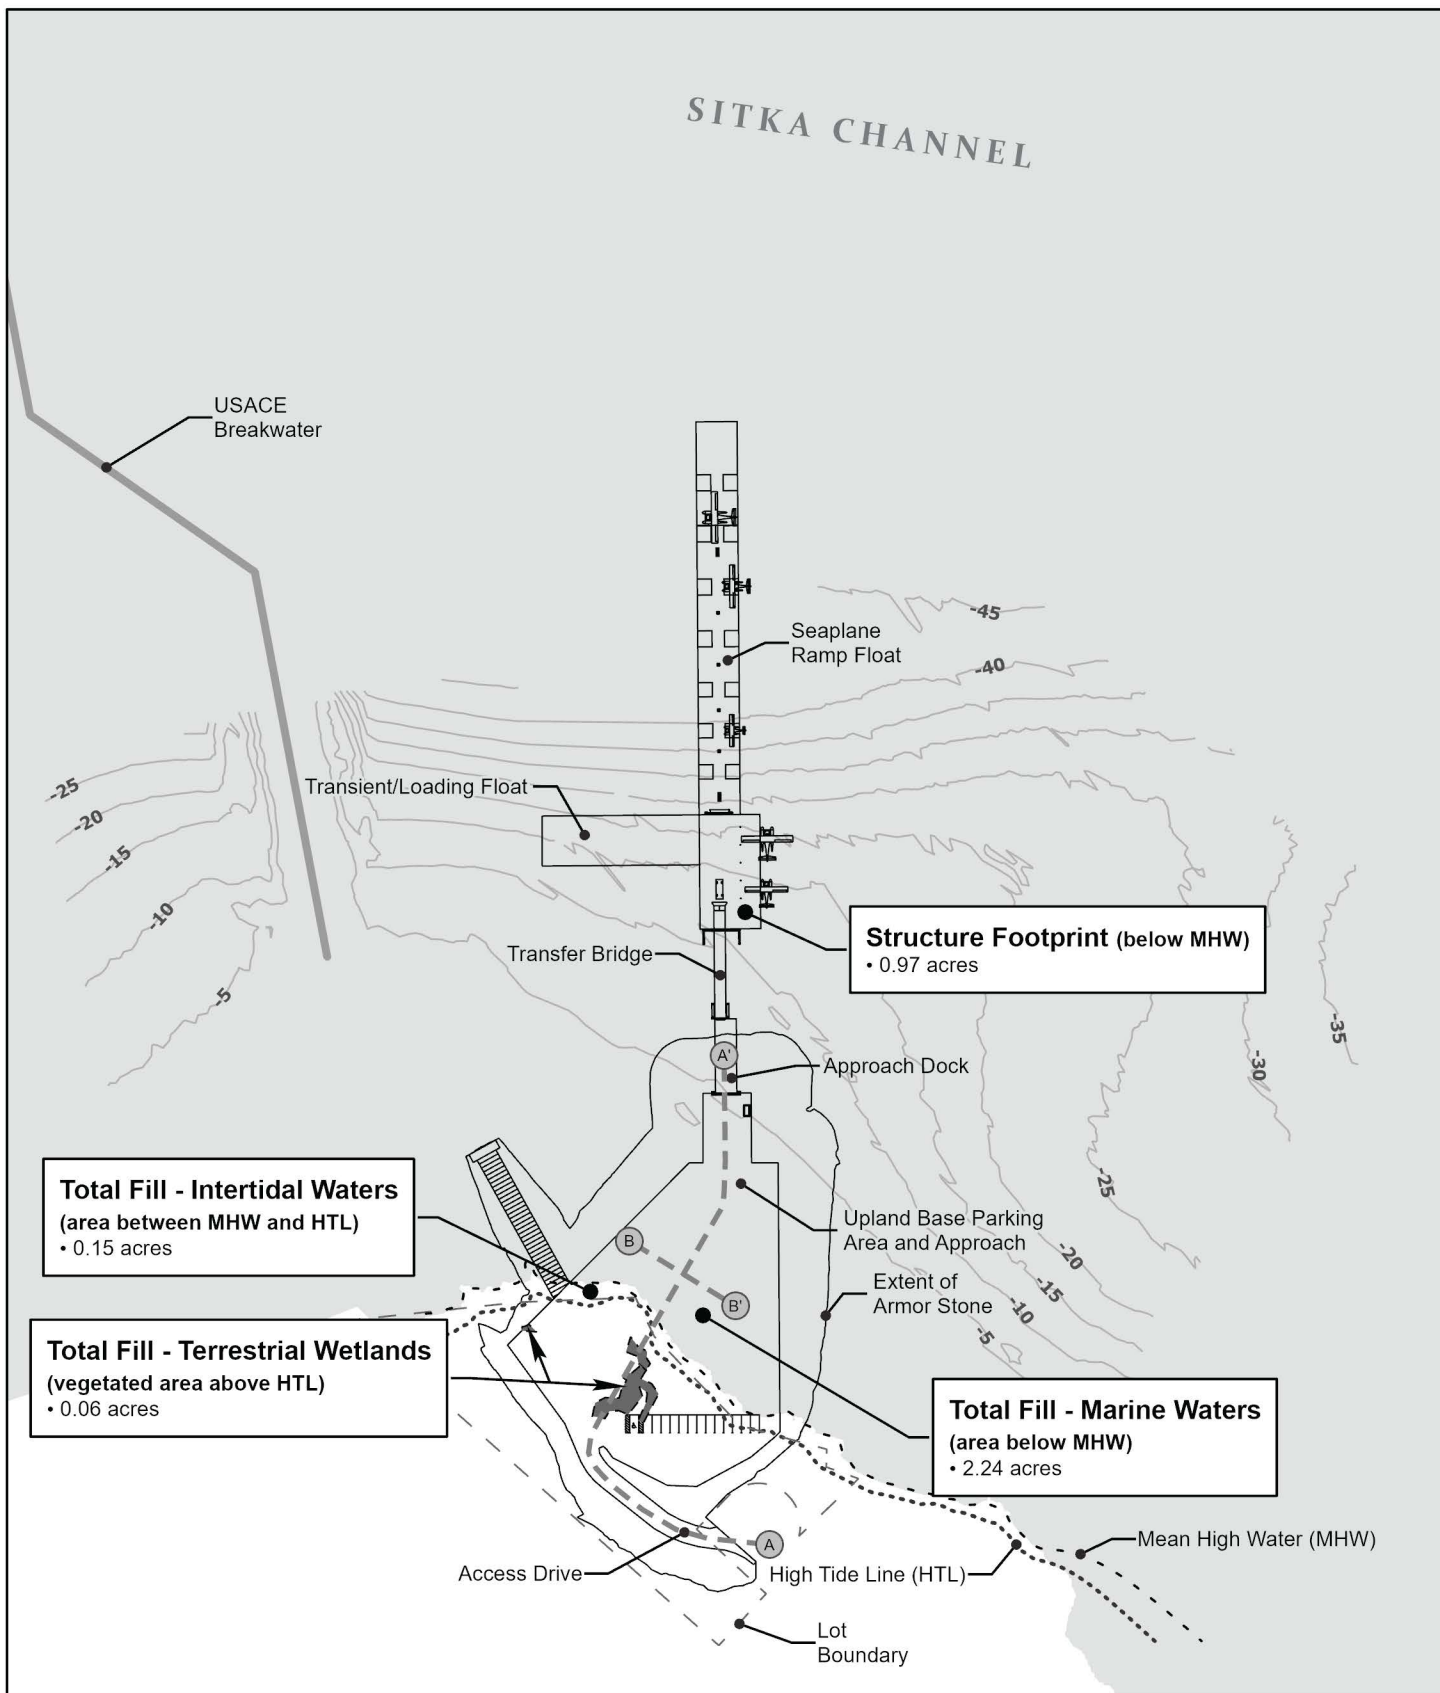 SITKA CHANNEL
USACE
Breakwater
-45
Seaplane
Ramp Float
-40
Transient/Loading Float
-25
-20
-15
-10
-5
Structure Footprint (below MHW)
• 0.97 acres
Transfer Bridge
-35
-30
A'
Approach Dock
Total Fill - Intertidal Waters
(area between MHW and HTL)
• 0.15 acres
-25
Upland Base Parking
Area and Approach
B
-20
Extent of
Armor Stone
-15
B'
-10
-5
Total Fill - Terrestrial Wetlands
(vegetated area above HTL)
• 0.06 acres
Total Fill - Marine Waters
(area below MHW)
• 2.24 acres
Mean High Water (MHW)
A
Access Drive
High Tide Line (HTL)
Lot
Boundary